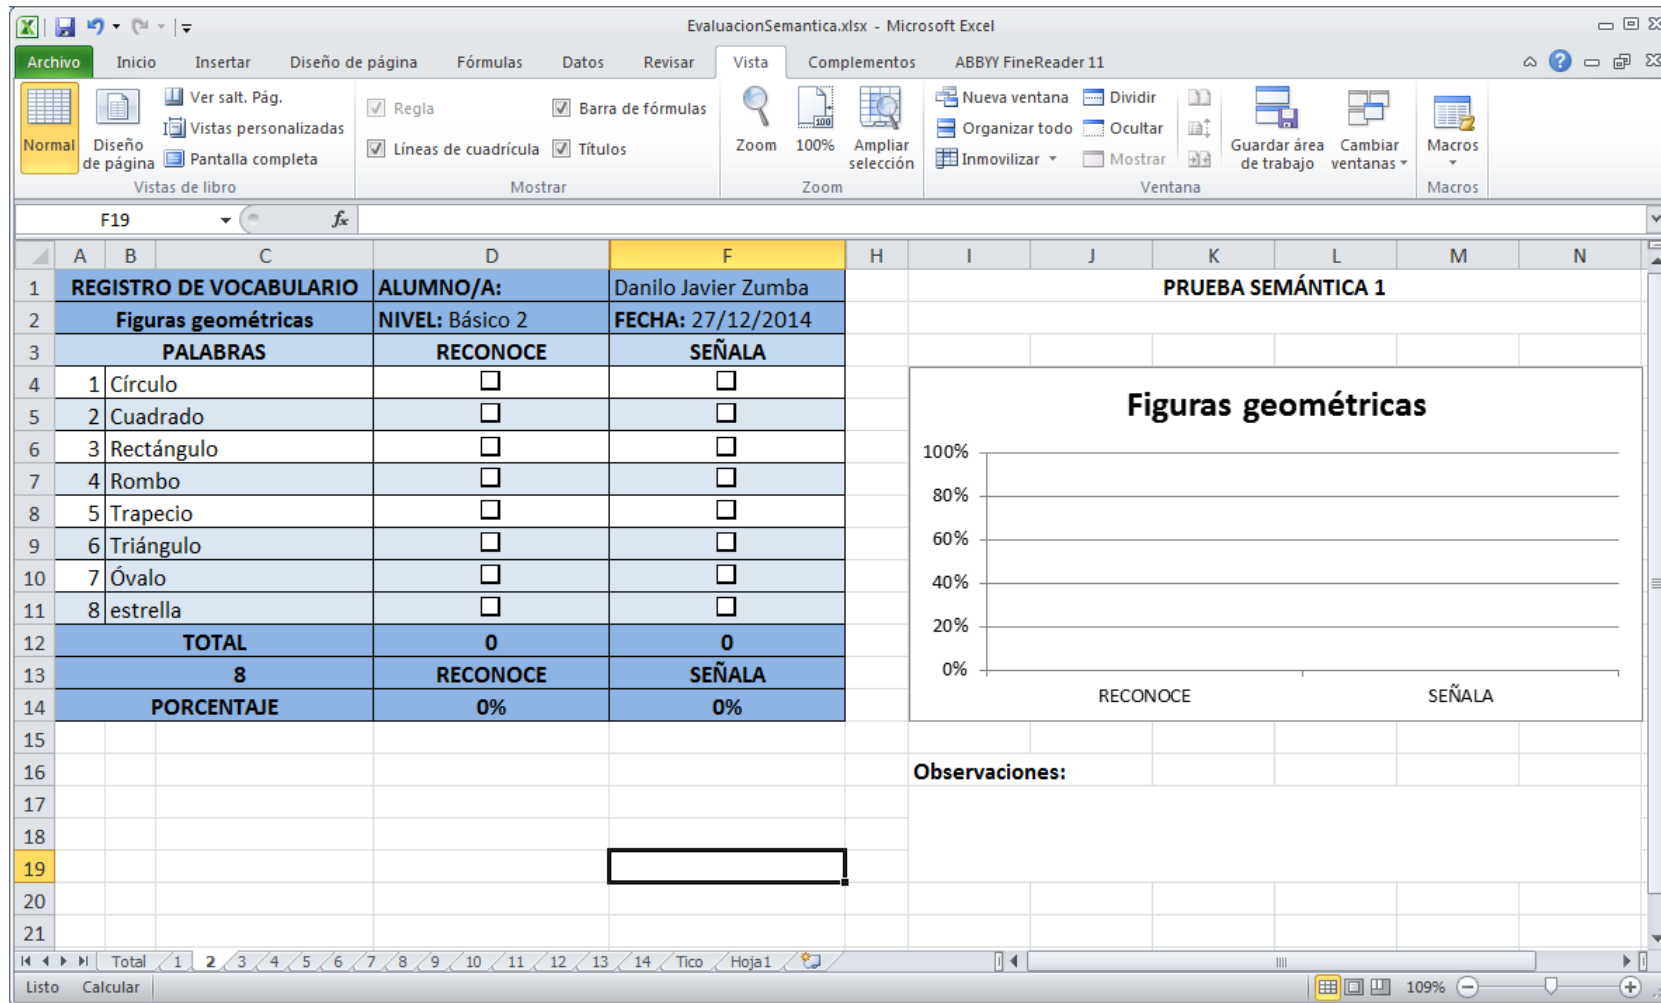 EvaluacionSemantica.xlsx - Microsoft Excel
Archivo Inicio Insertar Diseño de página Fórmulas Datos Revisar Vista Complementos ABBYY FineReader 11
Normal
Diseño de página
Ver salt. Pág.
Vistas personalizadas
Pantalla completa
Vistas de libro
Regla
Barra de fórmulas
Líneas de cuadrícula
Títulos
Mostrar
Zoom
100%
Ampliar selección
Zoom
Nueva ventana
Organizar todo
Inmovilizar
Dividir
Ocultar
Mostrar
Guardar área de trabajo
Cambiar ventanas
Ventana
Macros
Macros
F19 fx
A B C D F H I J K L M N
1 REGISTRO DE VOCABULARIO ALUMNO/A: Danilo Javier Zumba PRUEBA SEMÁNTICA 1
2 Figuras geométricas NIVEL: Básico 2 FECHA: 27/12/2014
3 PALABRAS RECONOCE SEÑALA
4 1 Círculo
5 2 Cuadrado
6 3 Rectángulo
7 4 Rombo
8 5 Trapecio
9 6 Triángulo
10 7 Óvalo
11 8 estrella
12 TOTAL 0 0
13 8 RECONOCE SEÑALA
14 PORCENTAJE 0% 0%
15
16
17
18
19
20
21
Figuras geométricas
100%
80%
60%
40%
20%
0%
RECONOCE SEÑALA
Observaciones:
Total 1 2 3 4 5 6 7 8 9 10 11 12 13 14 Tico Hoja1
Listo Calcular 109%